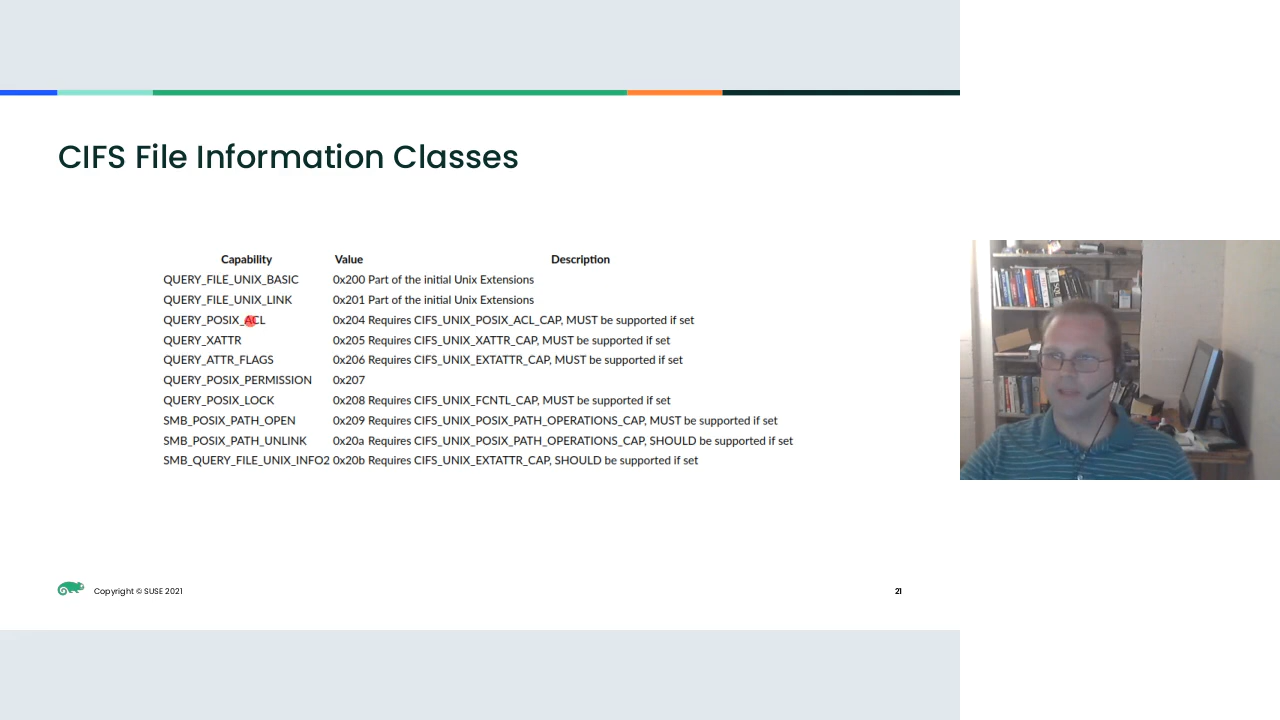 CIFS File Information Classes
Capability Value Description
QUERY_FILE_UNIX_BASIC 0x200 Part of the initial Unix Extensions
QUERY_FILE_UNIX_LINK 0x201 Part of the initial Unix Extensions
QUERY_POSIX_ACL 0x204 Requires CIFS_UNIX_POSIX_ACL_CAP, MUST be supported if set
QUERY_XATTR 0x205 Requires CIFS_UNIX_XATTR_CAP, MUST be supported if set
QUERY_ATTR_FLAGS 0x206 Requires CIFS_UNIX_EXTATTR_CAP, MUST be supported if set
QUERY_POSIX_PERMISSION 0x207
QUERY_POSIX_LOCK 0x208 Requires CIFS_UNIX_FCNTL_CAP, MUST be supported if set
SMB_POSIX_PATH_OPEN 0x209 Requires CIFS_UNIX_POSIX_PATH_OPERATIONS_CAP, MUST be supported if set
SMB_POSIX_PATH_UNLINK 0x20a Requires CIFS_UNIX_POSIX_PATH_OPERATIONS_CAP, SHOULD be supported if set
SMB_QUERY_FILE_UNIX_INFO2 0x20b Requires CIFS_UNIX_EXTATTR_CAP, SHOULD be supported if set
Copyright © SUSE 2021
21